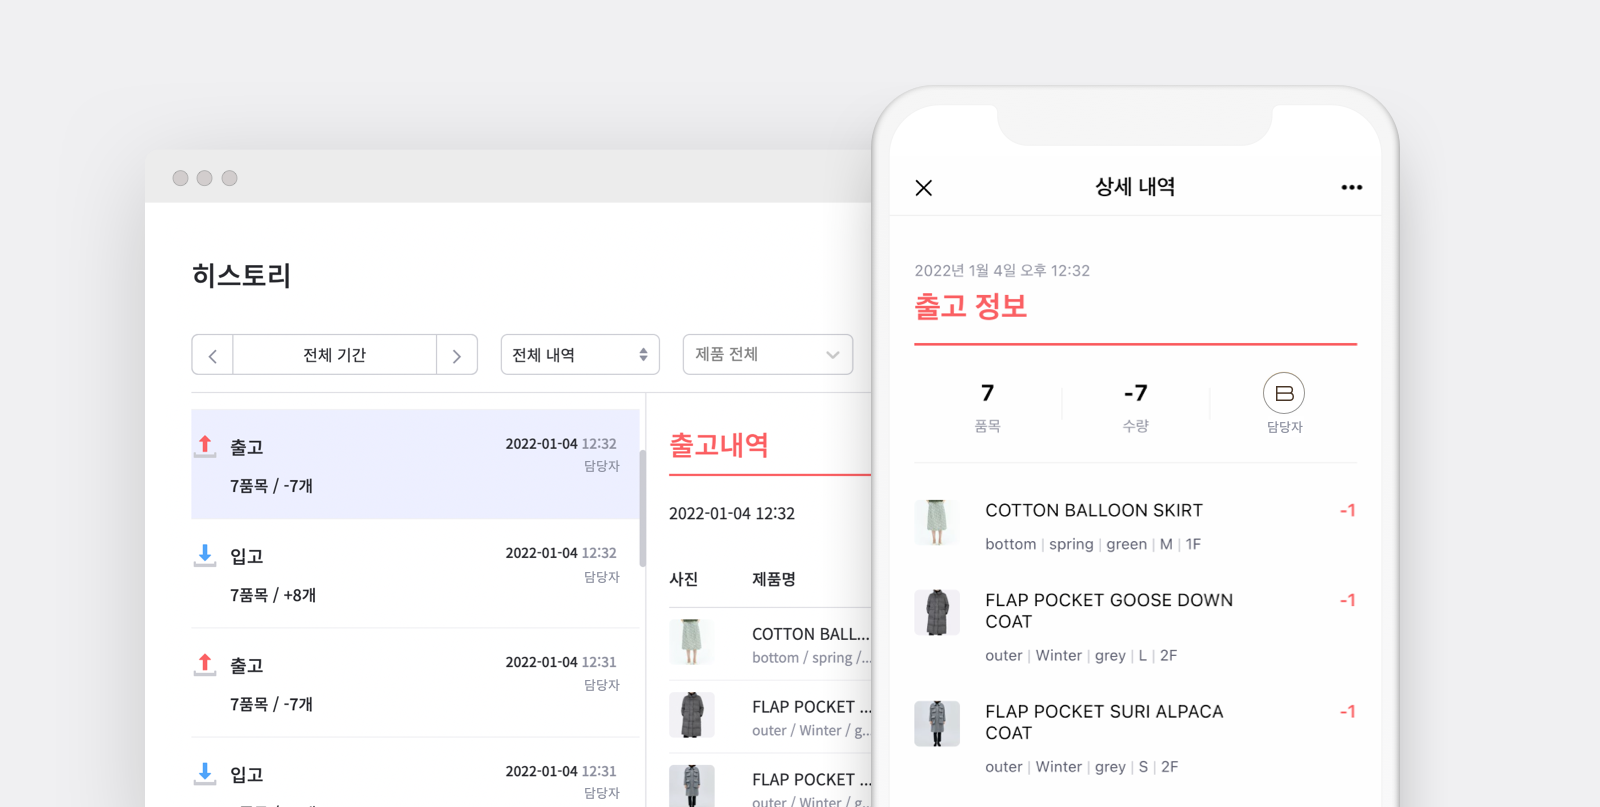 히스토리
전체 기간
전체 내역
제품 전체
출고
2022-01-04 12:32
담당자
7품목 / -7개
입고
2022-01-04 12:32
담당자
7품목 / +8개
출고
2022-01-04 12:31
담당자
7품목 / -7개
입고
2022-01-04 12:31
담당자
출고내역
2022-01-04 12:32
사진
제품명
COTTON BALL...
bottom / spring /...
FLAP POCKET ...
outer / Winter / g...
FLAP POCKET ...
outer / Winter / g...
상세 내역
2022년 1월 4일 오후 12:32
출고 정보
7
품목
-7
수량
담당자
COTTON BALLOON SKIRT
-1
bottom | spring | green | M | 1F
FLAP POCKET GOOSE DOWN
COAT
-1
outer | Winter | grey | L | 2F
FLAP POCKET SURI ALPACA
COAT
-1
outer | Winter | grey | S | 2F